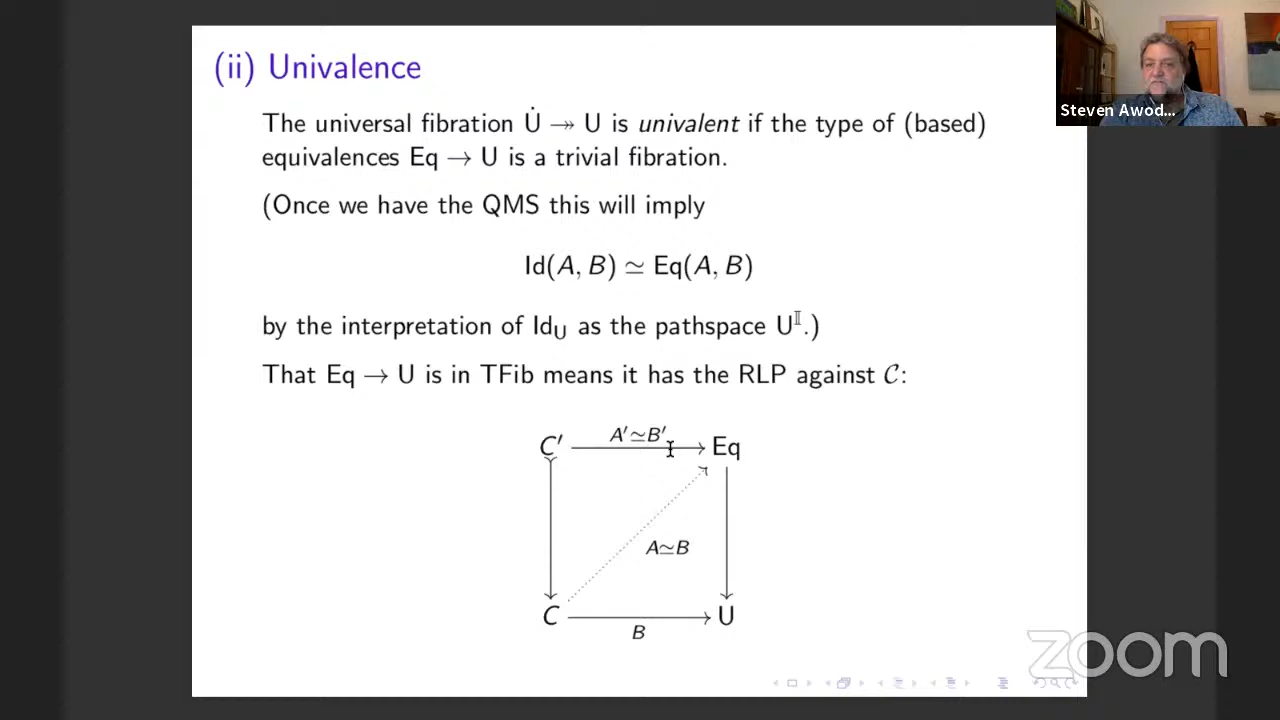 (ii) Univalence
The universal fibration U̇ ↠ U is univalent if the type of (based)
equivalences Eq → U is a trivial fibration.
(Once we have the QMS this will imply
Id(A, B) ≃ Eq(A, B)
by the interpretation of Id_U as the pathspace U^𝕀.)
That Eq → U is in TFib means it has the RLP against 𝒞:
A′≃B′
C′ Eq
A≃B
C U
B
Steven Awod...
zoom